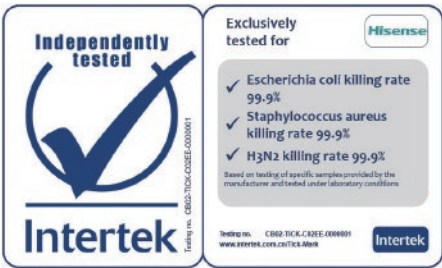 Independently
tested
Intertek
Testing no. CB02-TICK-C02EE-0000001
Exclusively
tested for
Hisense
Escherichia coli killing rate
99.9%
Staphylococcus aureus
killing rate 99.9%
H3N2 killing rate 99.9%
Based on testing of specific samples provided by the
manufacturer and tested under laboratory conditions
Testing no. CB02-TICK-C02EE-0000001
www.intertek.com.cn/Tick-Mark
Intertek